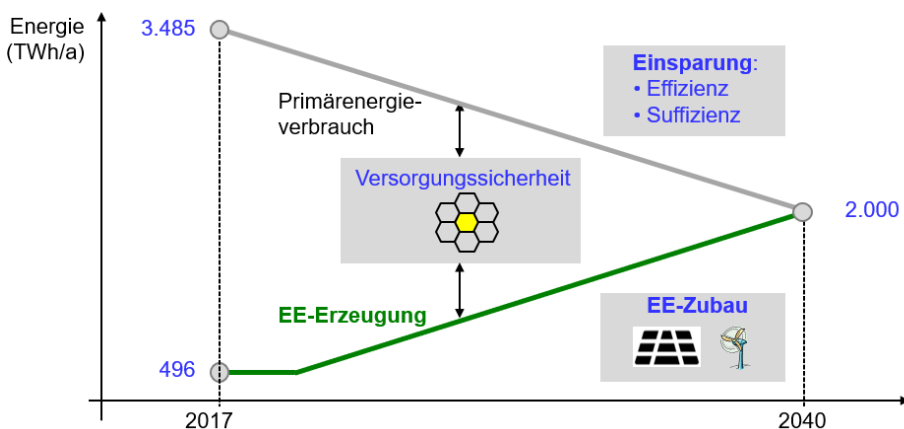 Energie
(TWh/a)
3.485
Einsparung:
• Effizienz
• Suffizienz
Primärenergie-
verbrauch
Versorgungssicherheit
2.000
EE-Erzeugung
EE-Zubau
496
2017
2040